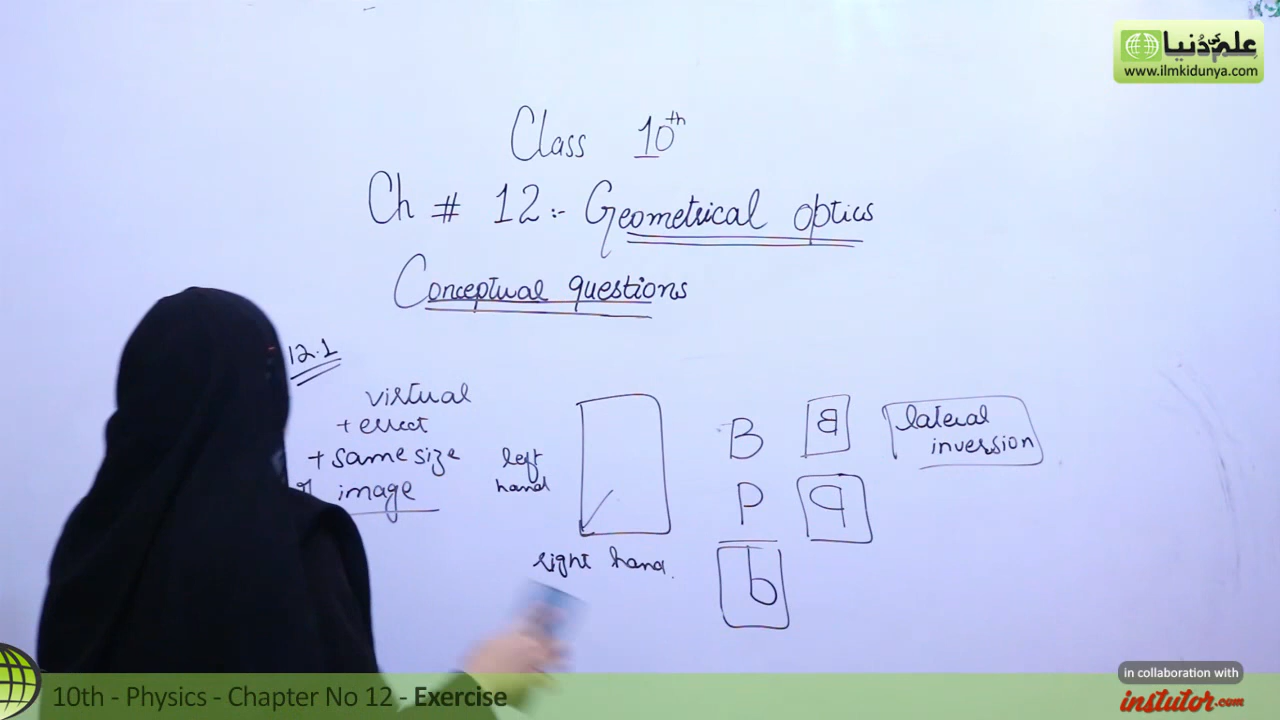 علم کی دنیا
www.ilmkidunya.com
Class 10th
Ch # 12:- Geometrical optics
Conceptual questions
12.1
virtual
+ erect
+ same size
image
left
hand
right hand.
B
B
P
q
b
lateral
inversion
in collaboration with
instutor.com
10th - Physics - Chapter No 12 - Exercise